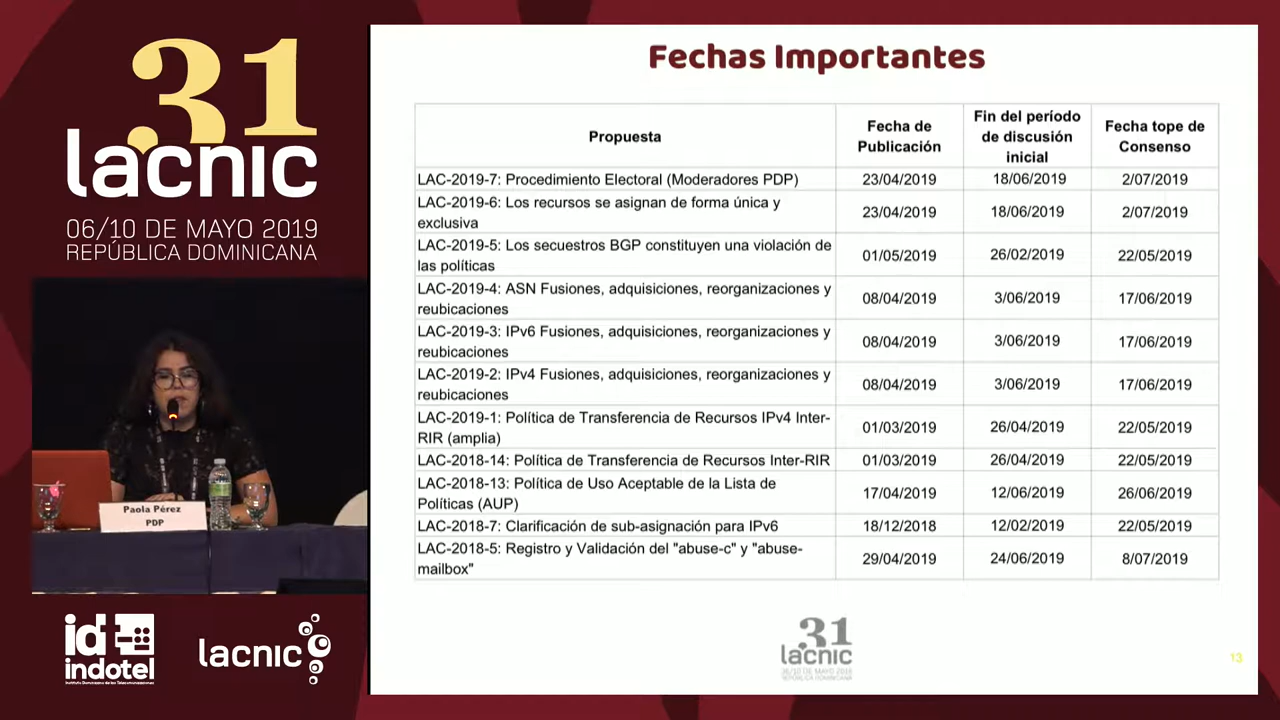 31
lacnic
06/10 DE MAYO 2019
REPÚBLICA DOMINICANA
Paola Pérez
PDP
id
indotel
lacnic
Fechas Importantes
Propuesta
Fecha de
Publicación
Fin del período
de discusión
inicial
Fecha tope de
Consenso
LAC-2019-7: Procedimiento Electoral (Moderadores PDP) 23/04/2019 18/06/2019 2/07/2019
LAC-2019-6: Los recursos se asignan de forma única y
exclusiva 23/04/2019 18/06/2019 2/07/2019
LAC-2019-5: Los secuestros BGP constituyen una violación de
las políticas 01/05/2019 26/02/2019 22/05/2019
LAC-2019-4: ASN Fusiones, adquisiciones, reorganizaciones y
reubicaciones 08/04/2019 3/06/2019 17/06/2019
LAC-2019-3: IPv6 Fusiones, adquisiciones, reorganizaciones y
reubicaciones 08/04/2019 3/06/2019 17/06/2019
LAC-2019-2: IPv4 Fusiones, adquisiciones, reorganizaciones y
reubicaciones 08/04/2019 3/06/2019 17/06/2019
LAC-2019-1: Política de Transferencia de Recursos IPv4 Inter-
RIR (amplia) 01/03/2019 26/04/2019 22/05/2019
LAC-2018-14: Política de Transferencia de Recursos Inter-RIR 01/03/2019 26/04/2019 22/05/2019
LAC-2018-13: Política de Uso Aceptable de la Lista de
Políticas (AUP) 17/04/2019 12/06/2019 26/06/2019
LAC-2018-7: Clarificación de sub-asignación para IPv6 18/12/2018 12/02/2019 22/05/2019
LAC-2018-5: Registro y Validación del "abuse-c" y "abuse-
mailbox" 29/04/2019 24/06/2019 8/07/2019
31
lacnic
06/10 DE MAYO 2019
REPÚBLICA DOMINICANA
13